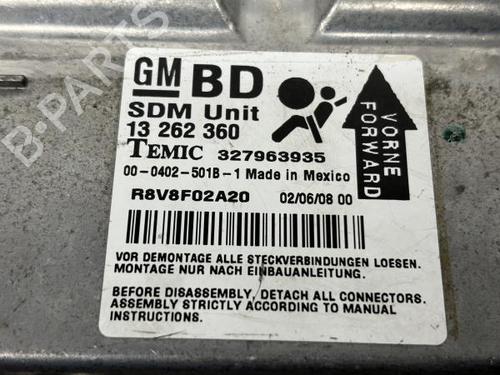 GM BD
SDM Unit
13 262 360
TEMIC 327963935
00-0402-501B-1 Made in Mexico
R8V8F02A20 02/06/08 00
VORNE
FORWARD
VOR DEMONTAGE ALLE STECKVERBINDUNGEN LOESEN.
MONTAGE NUR NACH EINBAUANLEITUNG.
BEFORE DISASSEMBLY, DETACH ALL CONNECTORS.
ASSEMBLY STRICTLY ACCORDING TO MANUAL
INSTRUCTIONS.
B-PARTS